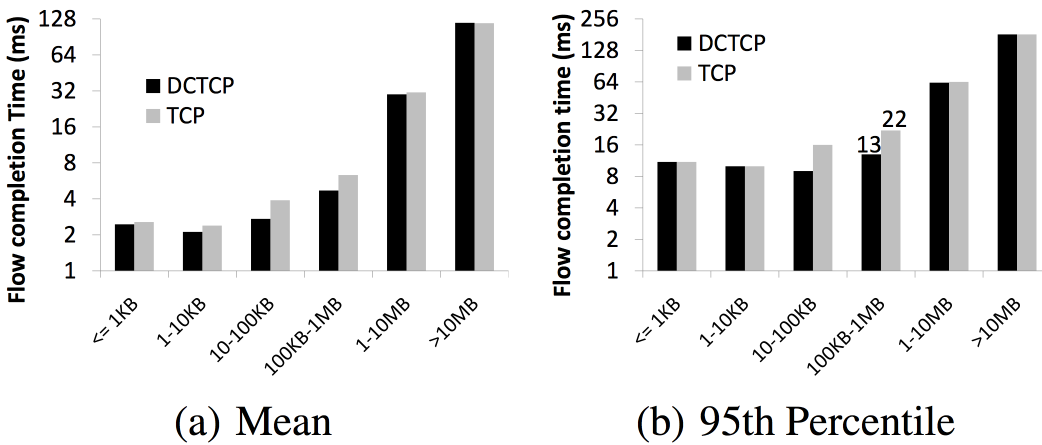 Flow completion Time (ms)
128
64
32
16
8
4
2
1
DCTCP
TCP
<= 1KB
1-10KB
10-100KB
100KB-1MB
1-10MB
>10MB
(a) Mean
Flow completion time (ms)
256
128
64
32
16
8
4
2
1
DCTCP
TCP
13
22
<= 1KB
1-10KB
10-100KB
100KB-1MB
1-10MB
>10MB
(b) 95th Percentile